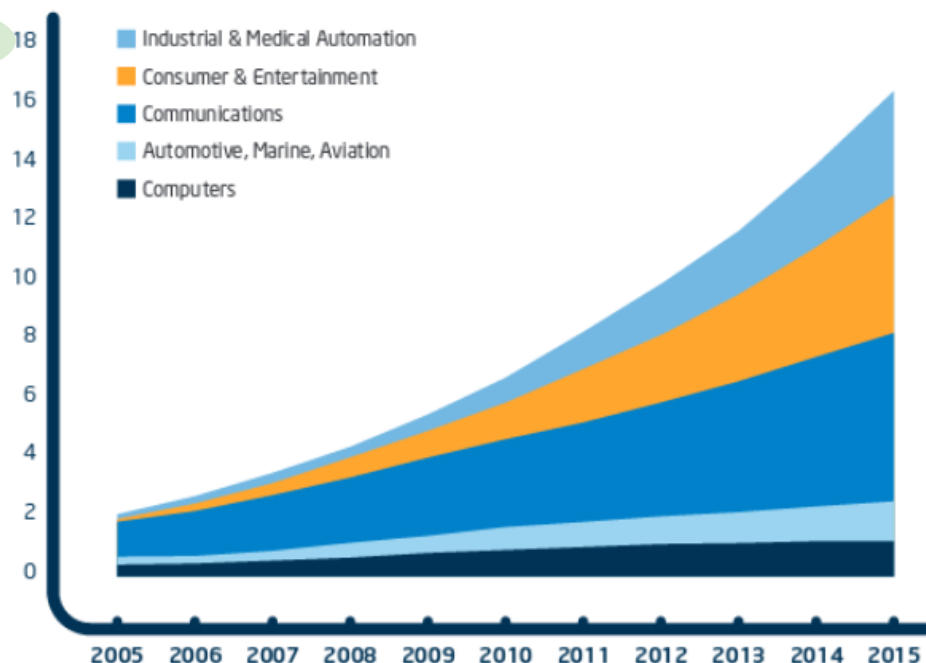 18
16
14
12
10
8
6
4
2
0
Industrial & Medical Automation
Consumer & Entertainment
Communications
Automotive, Marine, Aviation
Computers
2005 2006 2007 2008 2009 2010 2011 2012 2013 2014 2015